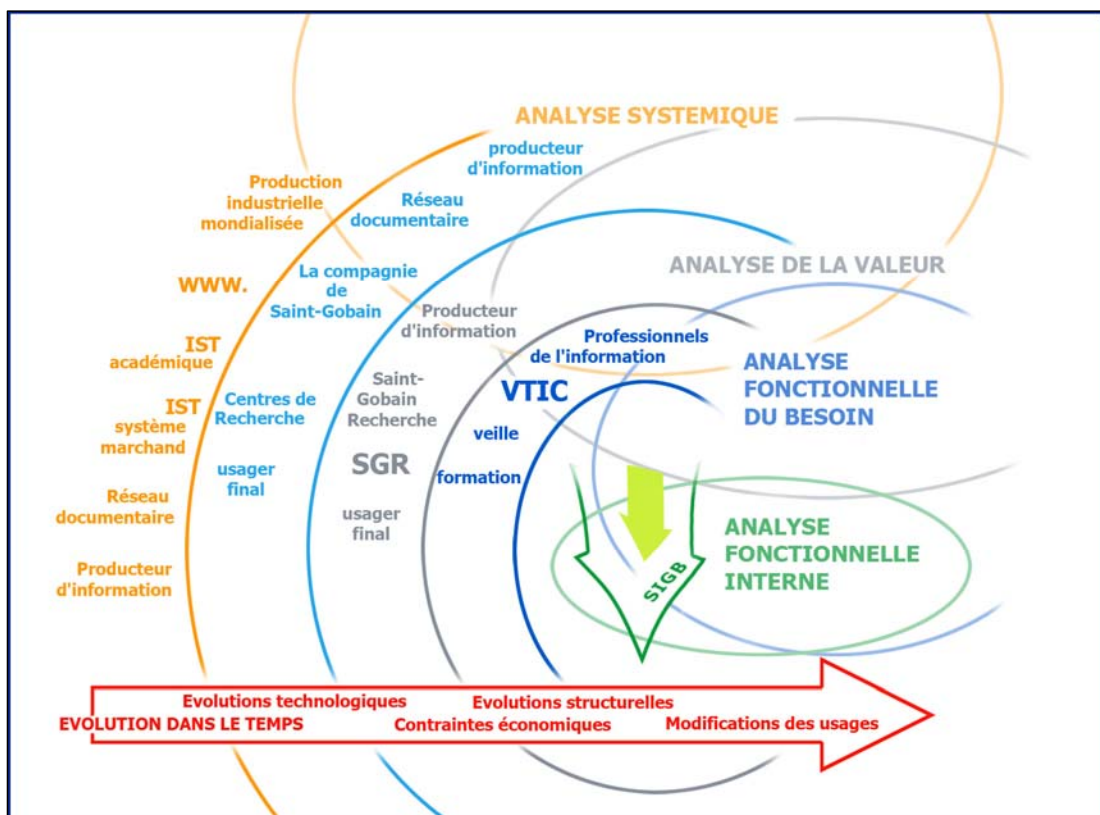 ANALYSE SYSTEMIQUE
producteur
d'information
Production
industrielle
mondialisée
Réseau
documentaire
WWW.
La compagnie
de
Saint-Gobain
ANALYSE DE LA VALEUR
Producteur
d'information
Professionnels
de l'information
IST
académique
ANALYSE
FONCTIONNELLE
DU BESOIN
Saint-
Gobain
Recherche
VTIC
IST
système
marchand
Centres de
Recherche
veille
SGR
formation
usager
final
Réseau
documentaire
usager
final
ANALYSE
FONCTIONNELLE
INTERNE
Producteur
d'information
SIGB
Evolutions technologiques
Evolutions structurelles
EVOLUTION DANS LE TEMPS
Contraintes économiques
Modifications des usages